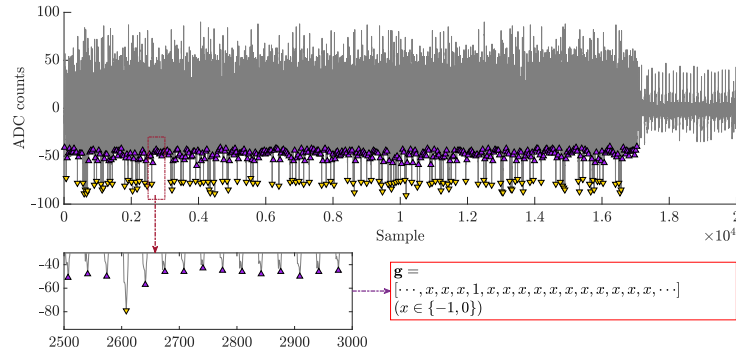 100
50
0
-50
-100
ADC counts
0 0.2 0.4 0.6 0.8 1 1.2 1.4 1.6 1.8 2
Sample
×10⁴
-40
-60
-80
2500 2600 2700 2800 2900 3000
g =
[⋯, x, x, x, 1, x, x, x, x, x, x, x, x, x, x, x, ⋯]
(x ∈ {−1, 0})